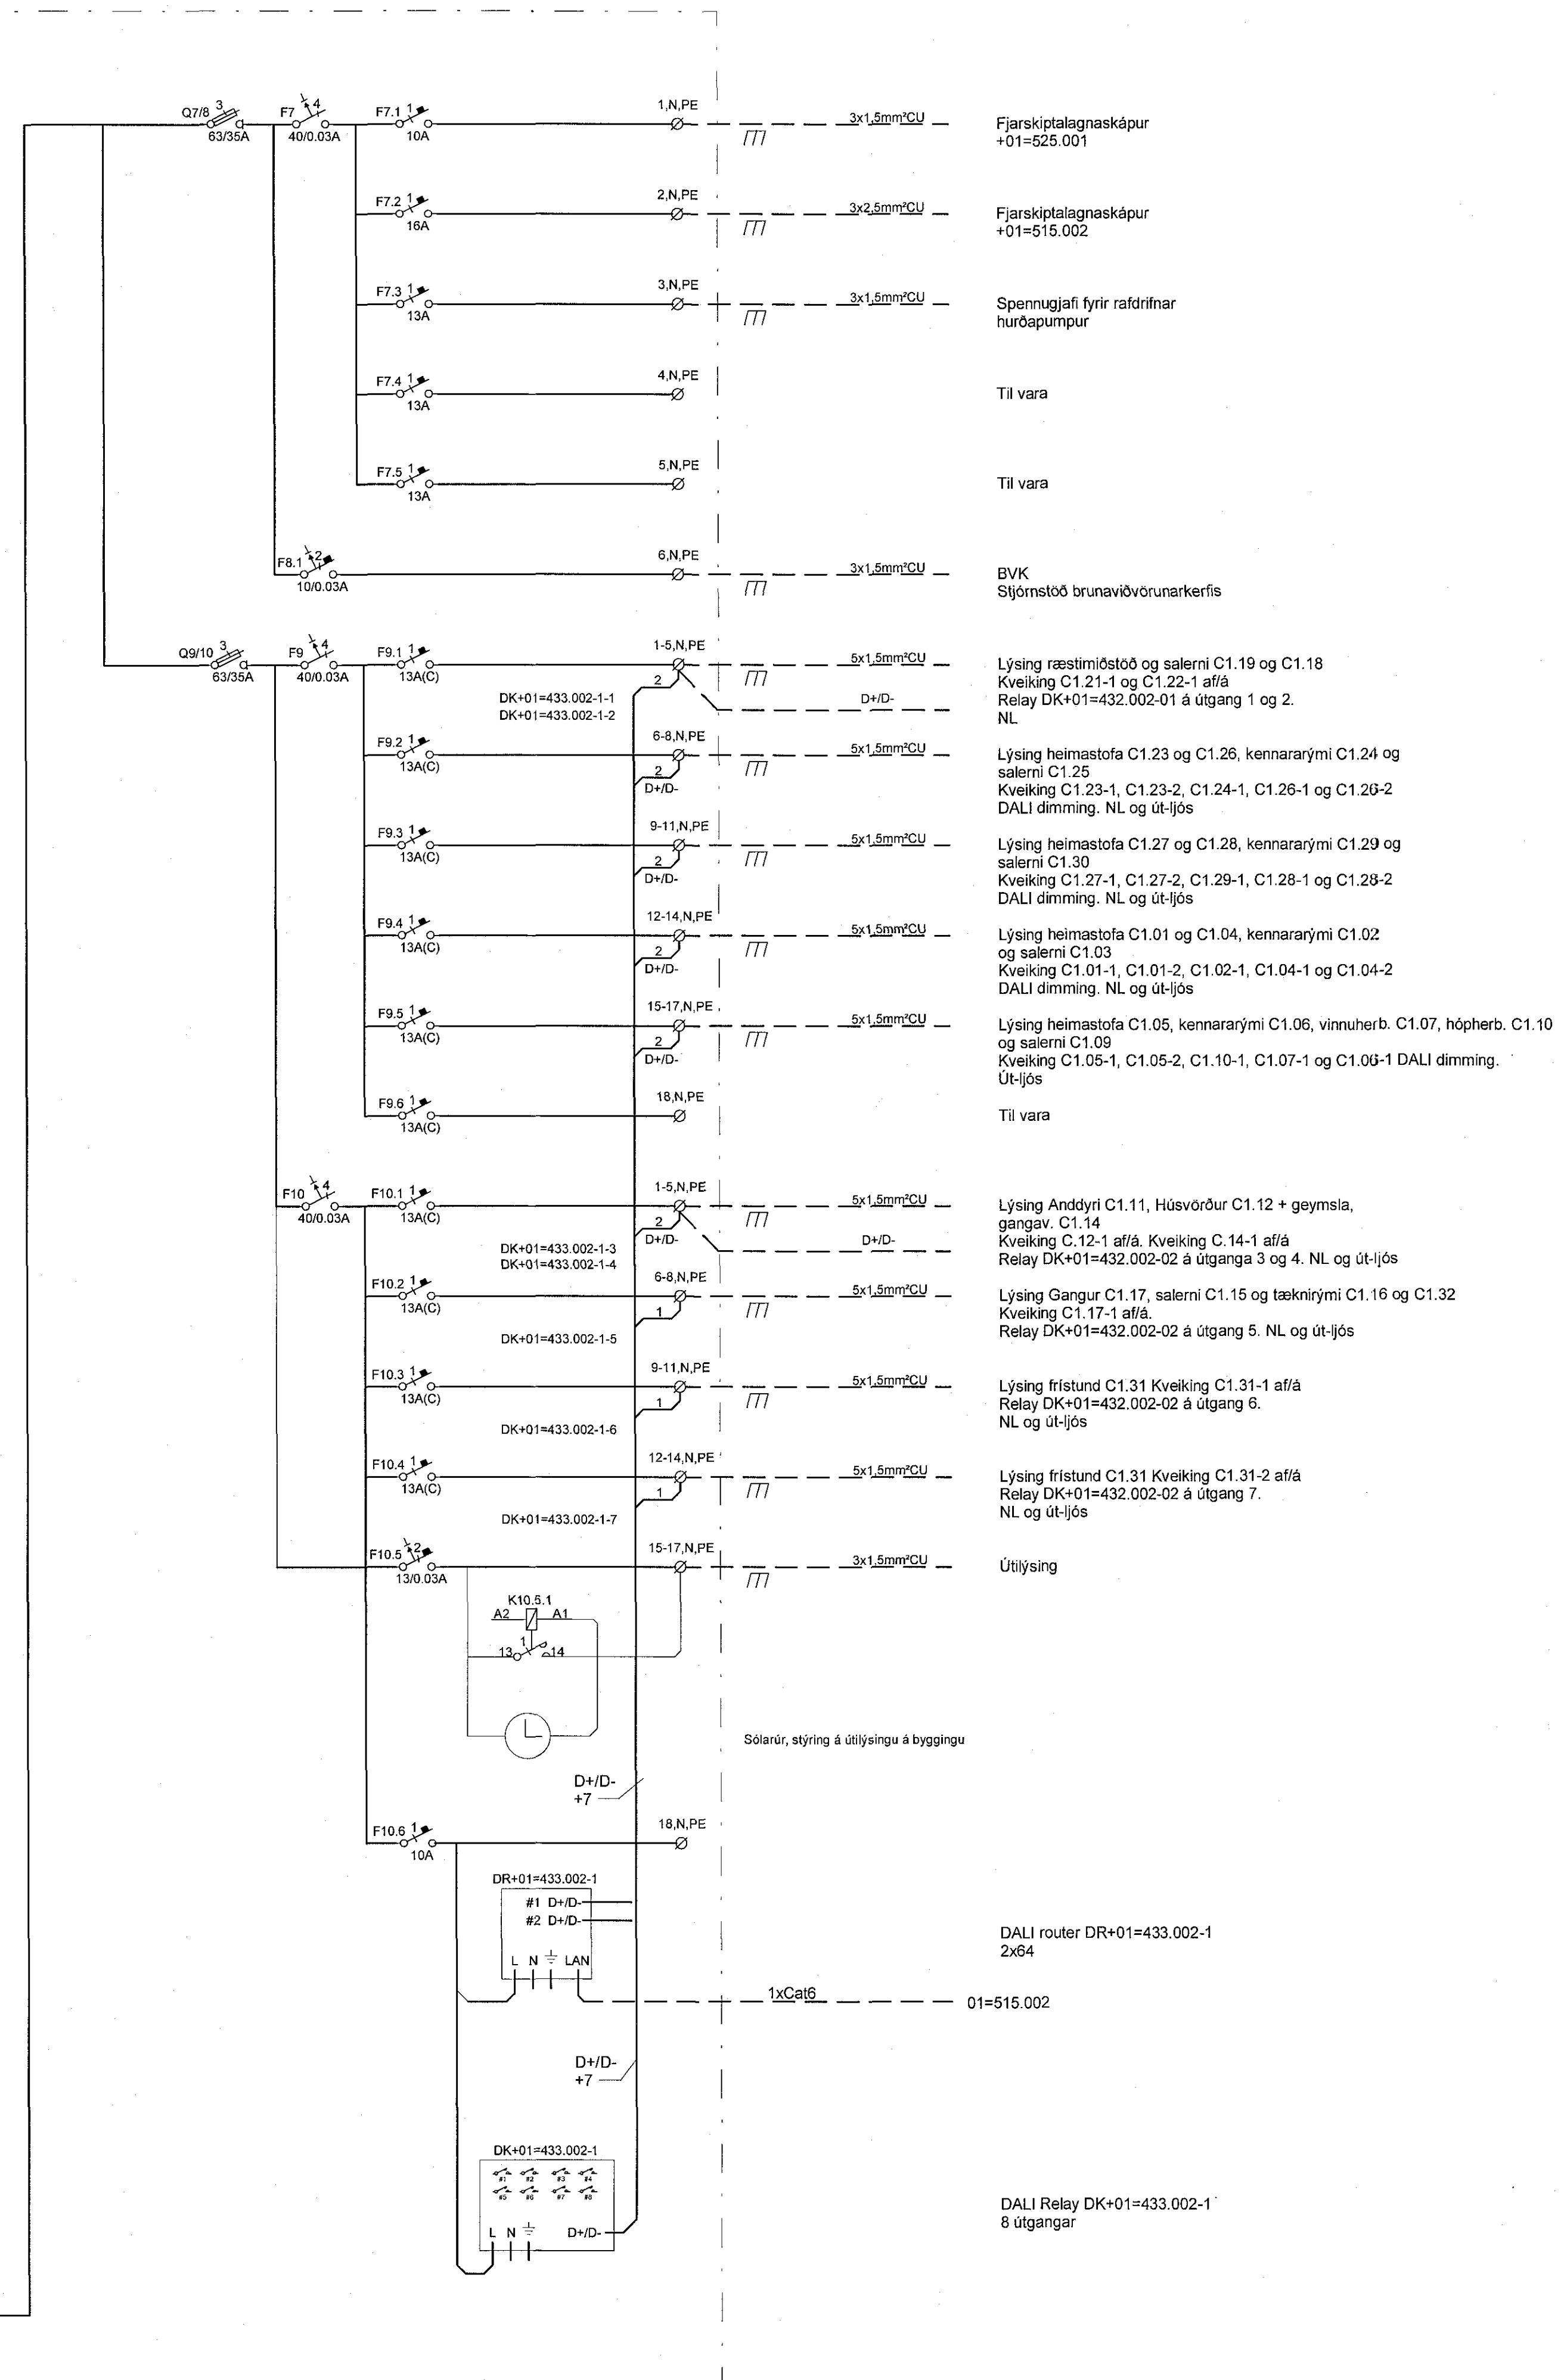 Q7/8 3
63/35A
F7 4
40/0.03A
F7.1 1
10A
1,N,PE
3x1,5mm²CU
Fjarskiptalagnaskápur
+01=525.001
F7.2 1
16A
2,N,PE
3x2,5mm²CU
Fjarskiptalagnaskápur
+01=515.002
F7.3 1
13A
3,N,PE
3x1,5mm²CU
Spennugjafi fyrir rafdrifnar
hurðapumpur
F7.4 1
13A
4,N,PE
Til vara
F7.5 1
13A
5,N,PE
Til vara
F8.1 2
10/0.03A
6,N,PE
3x1,5mm²CU
BVK
Stjórnstöð brunaviðvörunarkerfis
Q9/10 3
63/35A
F9 4
40/0.03A
F9.1 1
13A(C)
1-5,N,PE
2
5x1,5mm²CU
D+/D-
DK+01=433.002-1-1
DK+01=433.002-1-2
Lýsing ræstimiðstöð og salerni C1.19 og C1.18
Kveiking C1.21-1 og C1.22-1 af/á
Relay DK+01=432.002-01 á útgang 1 og 2.
NL
F9.2 1
13A(C)
6-8,N,PE
2
D+/D-
5x1,5mm²CU
Lýsing heimastofa C1.23 og C1.26, kennararými C1.24 og
salerni C1.25
Kveiking C1.23-1, C1.23-2, C1.24-1, C1.26-1 og C1.26-2
DALI dimming. NL og út-ljós
F9.3 1
13A(C)
9-11,N,PE
2
D+/D-
5x1,5mm²CU
Lýsing heimastofa C1.27 og C1.28, kennararými C1.29 og
salerni C1.30
Kveiking C1.27-1, C1.27-2, C1.29-1, C1.28-1 og C1.28-2
DALI dimming. NL og út-ljós
F9.4 1
13A(C)
12-14,N,PE
2
D+/D-
5x1,5mm²CU
Lýsing heimastofa C1.01 og C1.04, kennararými C1.02
og salerni C1.03
Kveiking C1.01-1, C1.01-2, C1.02-1, C1.04-1 og C1.04-2
DALI dimming. NL og út-ljós
F9.5 1
13A(C)
15-17,N,PE
2
D+/D-
5x1,5mm²CU
Lýsing heimastofa C1.05, kennararými C1.06, vinnuherb. C1.07, hópherb. C1.10
og salerni C1.09
Kveiking C1.05-1, C1.05-2, C1.10-1, C1.07-1 og C1.06-1 DALI dimming.
Út-ljós
F9.6 1
13A(C)
18,N,PE
Til vara
F10 4
40/0.03A
F10.1 1
13A(C)
1-5,N,PE
2
D+/D-
5x1,5mm²CU
D+/D-
DK+01=433.002-1-3
DK+01=433.002-1-4
Lýsing Anddyri C1.11, Húsvörður C1.12 + geymsla,
gangav. C1.14
Kveiking C.12-1 af/á. Kveiking C.14-1 af/á
Relay DK+01=432.002-02 á útganga 3 og 4. NL og út-ljós
F10.2 1
13A(C)
6-8,N,PE
1
5x1,5mm²CU
DK+01=433.002-1-5
Lýsing Gangur C1.17, salerni C1.15 og tæknirými C1.16 og C1.32
Kveiking C1.17-1 af/á.
Relay DK+01=432.002-02 á útgang 5. NL og út-ljós
F10.3 1
13A(C)
9-11,N,PE
1
5x1,5mm²CU
DK+01=433.002-1-6
Lýsing frístund C1.31 Kveiking C1.31-1 af/á
Relay DK+01=432.002-02 á útgang 6.
NL og út-ljós
F10.4 1
13A(C)
12-14,N,PE
1
5x1,5mm²CU
DK+01=433.002-1-7
Lýsing frístund C1.31 Kveiking C1.31-2 af/á
Relay DK+01=432.002-02 á útgang 7.
NL og út-ljós
F10.5 2
13/0.03A
15-17,N,PE
3x1,5mm²CU
Útilýsing
K10.5.1
A2 A1
1
13 14
Sólarúr, stýring á útilýsingu á byggingu
D+/D-
+7
F10.6 1
10A
18,N,PE
DR+01=433.002-1
#1 D+/D-
#2 D+/D-
L N LAN
DALI router DR+01=433.002-1
2x64
1xCat6
01=515.002
D+/D-
+7
DK+01=433.002-1
#1 #2 #3 #4
#5 #6 #7 #8
L N D+/D-
DALI Relay DK+01=433.002-1
8 útgangar